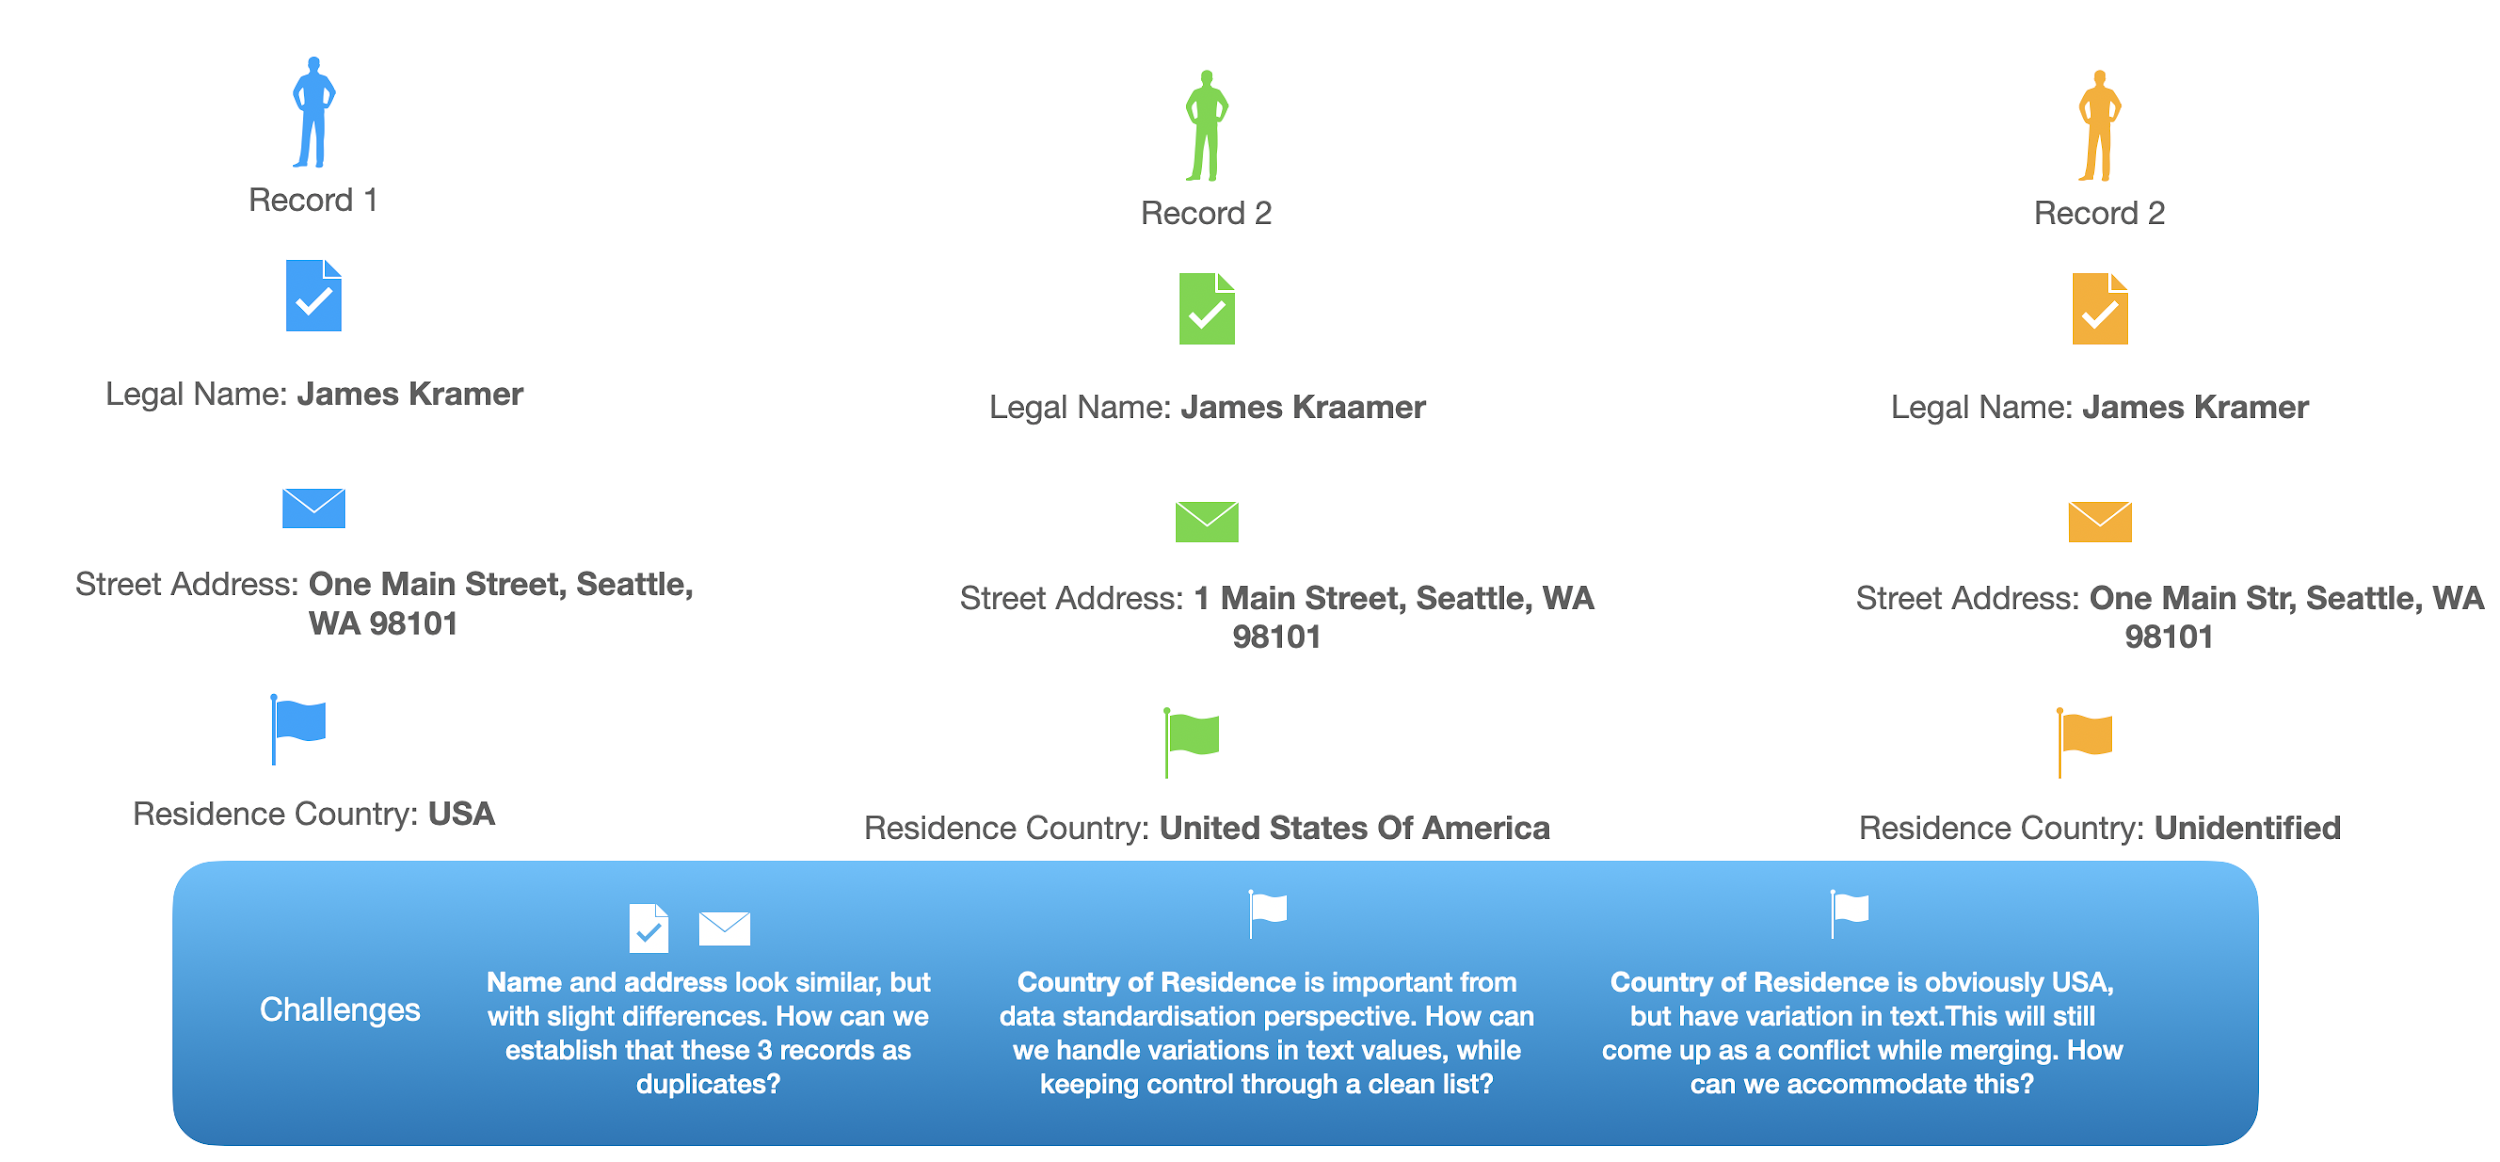 Record 1
Legal Name: James Kramer
Street Address: One Main Street, Seattle,
WA 98101
Residence Country: USA
Record 2
Legal Name: James Kraamer
Street Address: 1 Main Street, Seattle, WA
98101
Residence Country: United States Of America
Record 2
Legal Name: James Kramer
Street Address: One Main Str, Seattle, WA
98101
Residence Country: Unidentified
Challenges
Name and address look similar, but
with slight differences. How can we
establish that these 3 records as
duplicates?
Country of Residence is important from
data standardisation perspective. How can
we handle variations in text values, while
keeping control through a clean list?
Country of Residence is obviously USA,
but have variation in text.This will still
come up as a conflict while merging. How
can we accommodate this?